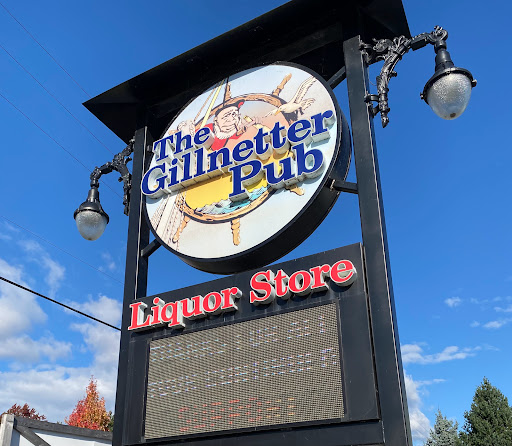 The
Gillnetter
Pub
Liquor Store